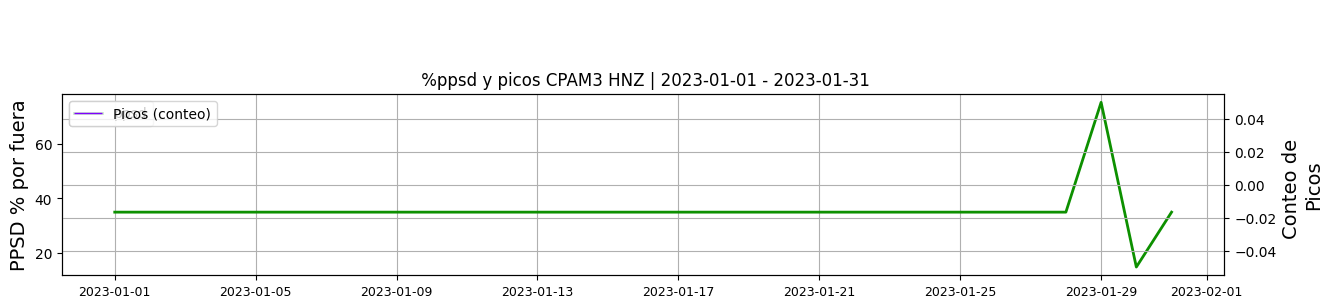 %ppsd y picos CPAM3 HNZ | 2023-01-01 - 2023-01-31
Picos (conteo)
PPSD % por fuera
60
40
20
0.04
0.02
0.00
−0.02
−0.04
Conteo de
Picos
2023-01-01 2023-01-05 2023-01-09 2023-01-13 2023-01-17 2023-01-21 2023-01-25 2023-01-29 2023-02-01